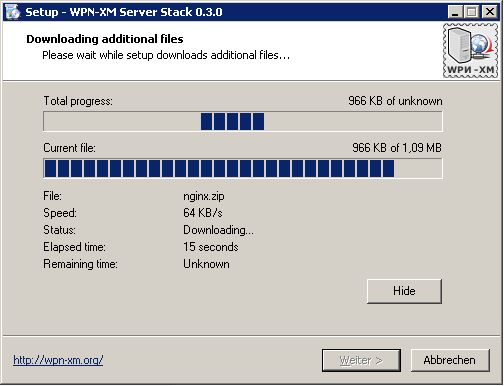 Setup - WPN-XM Server Stack 0.3.0
Downloading additional files
Please wait while setup downloads additional files...
WPИ-XM
Total progress: 966 KB of unknown
Current file: 966 KB of 1,09 MB
File: nginx.zip
Speed: 64 KB/s
Status: Downloading...
Elapsed time: 15 seconds
Remaining time: Unknown
Hide
http://wpn-xm.org/
Weiter >
Abbrechen